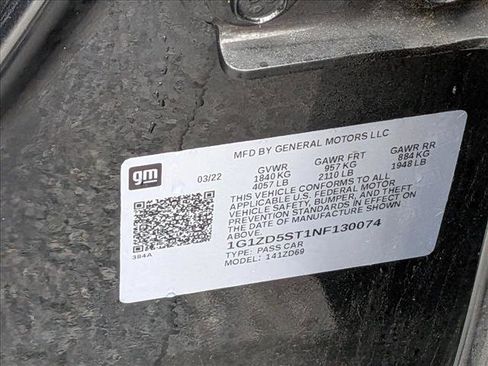 MFD BY GENERAL MOTORS LLC
gm
03/22
GVWR GAWR FRT GAWR RR
1840 KG 957 KG 884 KG
4057 LB 2110 LB 1948 LB
THIS VEHICLE CONFORMS TO ALL
APPLICABLE U.S. FEDERAL MOTOR
VEHICLE SAFETY, BUMPER, AND THEFT
PREVENTION STANDARDS IN EFFECT ON
THE DATE OF MANUFACTURE SHOWN
ABOVE.
1G1ZD5ST1NF130074
TYPE: PASS CAR
MODEL: 141ZD69
384A